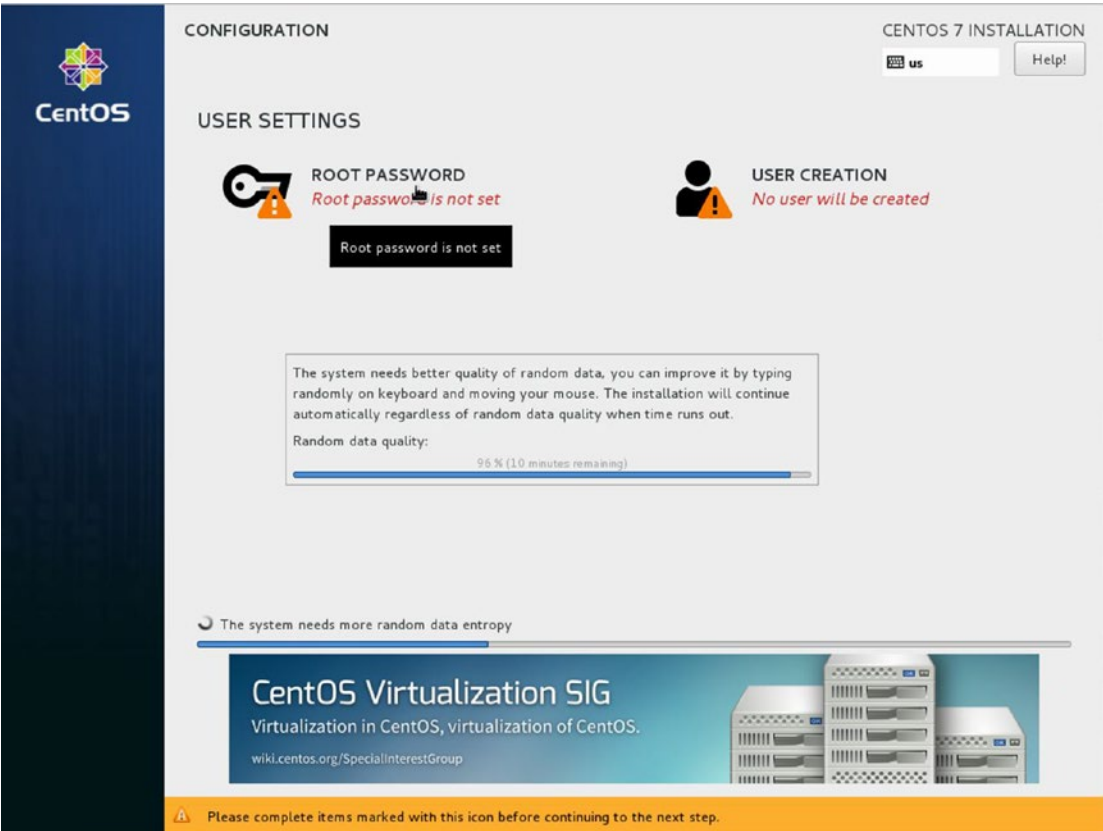 CONFIGURATION
CENTOS 7 INSTALLATION
us
Help!
CentOS
USER SETTINGS
ROOT PASSWORD
Root password is not set
USER CREATION
No user will be created
Root password is not set
The system needs better quality of random data, you can improve it by typing
randomly on keyboard and moving your mouse. The installation will continue
automatically regardless of random data quality when time runs out.
Random data quality:
96 % (10 minutes remaining)
The system needs more random data entropy
CentOS Virtualization SIG
Virtualization in CentOS, virtualization of CentOS.
wiki.centos.org/SpecialInterestGroup
Please complete items marked with this icon before continuing to the next step.